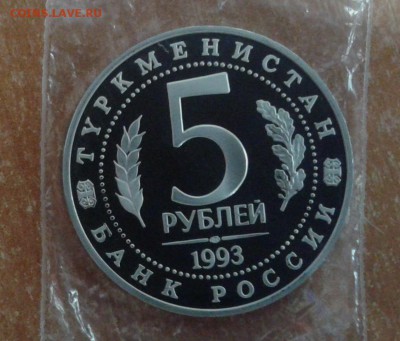 COINS.LAVE.RU
ТУРКМЕНИСТАН
5
РУБЛЕЙ
1993
БАНК РОССИИ